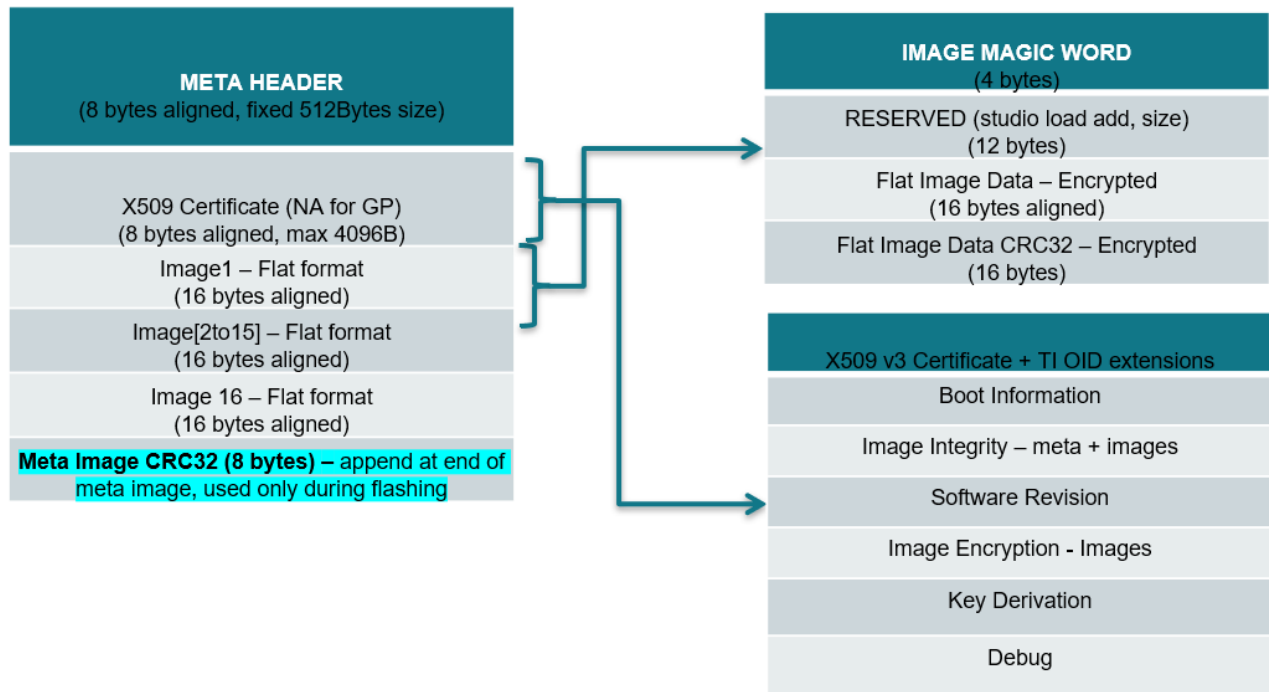 META HEADER
(8 bytes aligned, fixed 512Bytes size)
X509 Certificate (NA for GP)
(8 bytes aligned, max 4096B)
Image1 – Flat format
(16 bytes aligned)
Image[2to15] – Flat format
(16 bytes aligned)
Image 16 – Flat format
(16 bytes aligned)
Meta Image CRC32 (8 bytes) – append at end of
meta image, used only during flashing
IMAGE MAGIC WORD
(4 bytes)
RESERVED (studio load add, size)
(12 bytes)
Flat Image Data – Encrypted
(16 bytes aligned)
Flat Image Data CRC32 – Encrypted
(16 bytes)
X509 v3 Certificate + TI OID extensions
Boot Information
Image Integrity – meta + images
Software Revision
Image Encryption - Images
Key Derivation
Debug